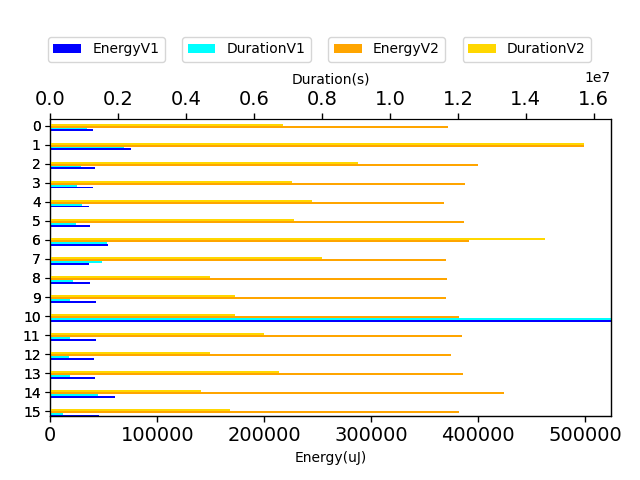 EnergyV1 DurationV1 EnergyV2 DurationV2
Duration(s)
1e7
0.0 0.2 0.4 0.6 0.8 1.0 1.2 1.4 1.6
0
1
2
3
4
5
6
7
8
9
10
11
12
13
14
15
0 100000 200000 300000 400000 500000
Energy(uJ)